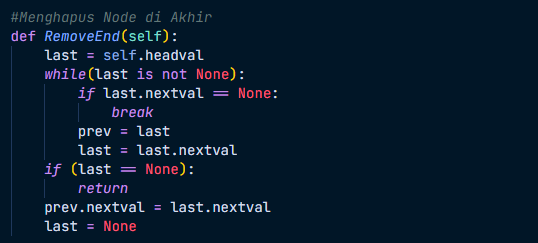 #Menghapus Node di Akhir
def RemoveEnd(self):
    last = self.headval
    while(last is not None):
        if last.nextval == None:
            break
        prev = last
        last = last.nextval
    if (last == None):
        return
    prev.nextval = last.nextval
    last = None